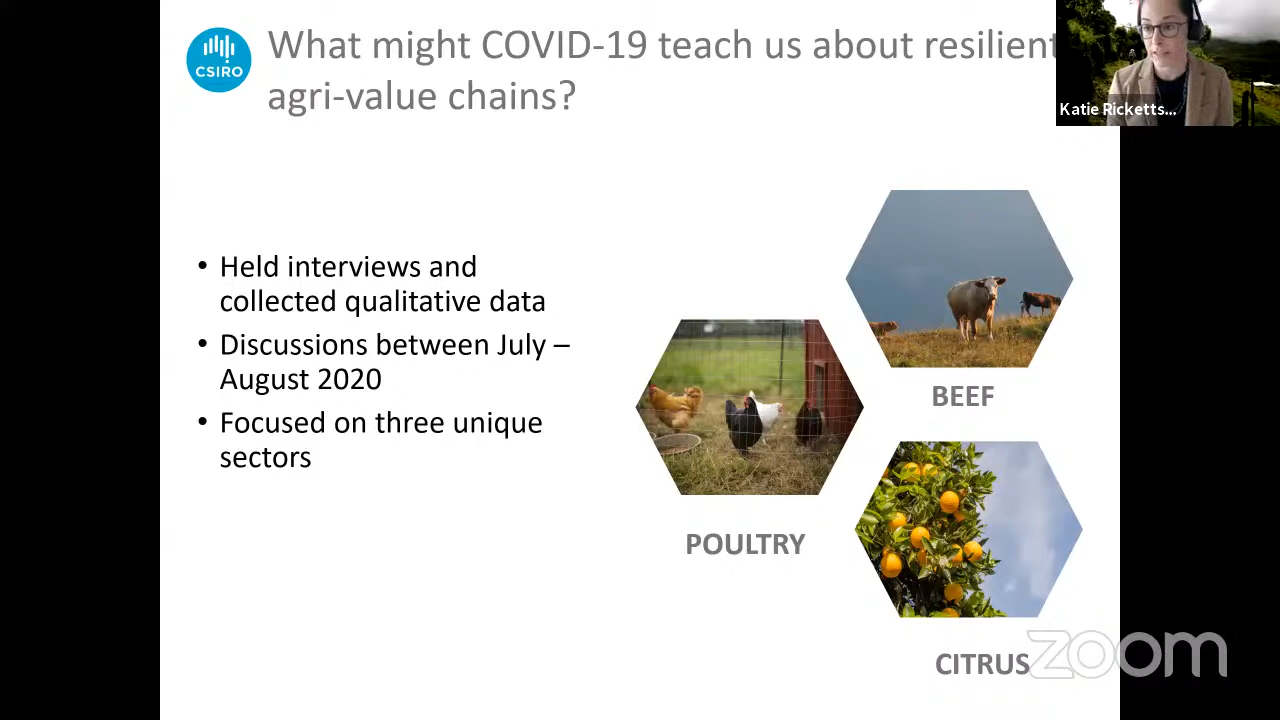 What might COVID-19 teach us about resilient
agri-value chains?
CSIRO
Katie Ricketts...
• Held interviews and
collected qualitative data
• Discussions between July –
August 2020
• Focused on three unique
sectors
BEEF
POULTRY
CITRUS
zoom